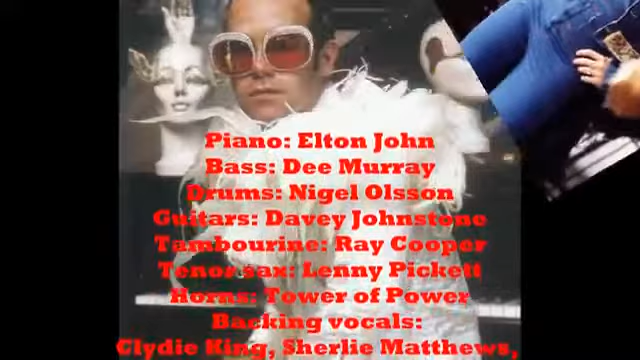 Piano: Elton John
Bass: Dee Murray
Drums: Nigel Olsson
Guitars: Davey Johnstone
Tambourine: Ray Cooper
Tenor sax: Lenny Pickett
Horns: Tower of Power
Backing vocals:
Clydie King, Sherlie Matthews,